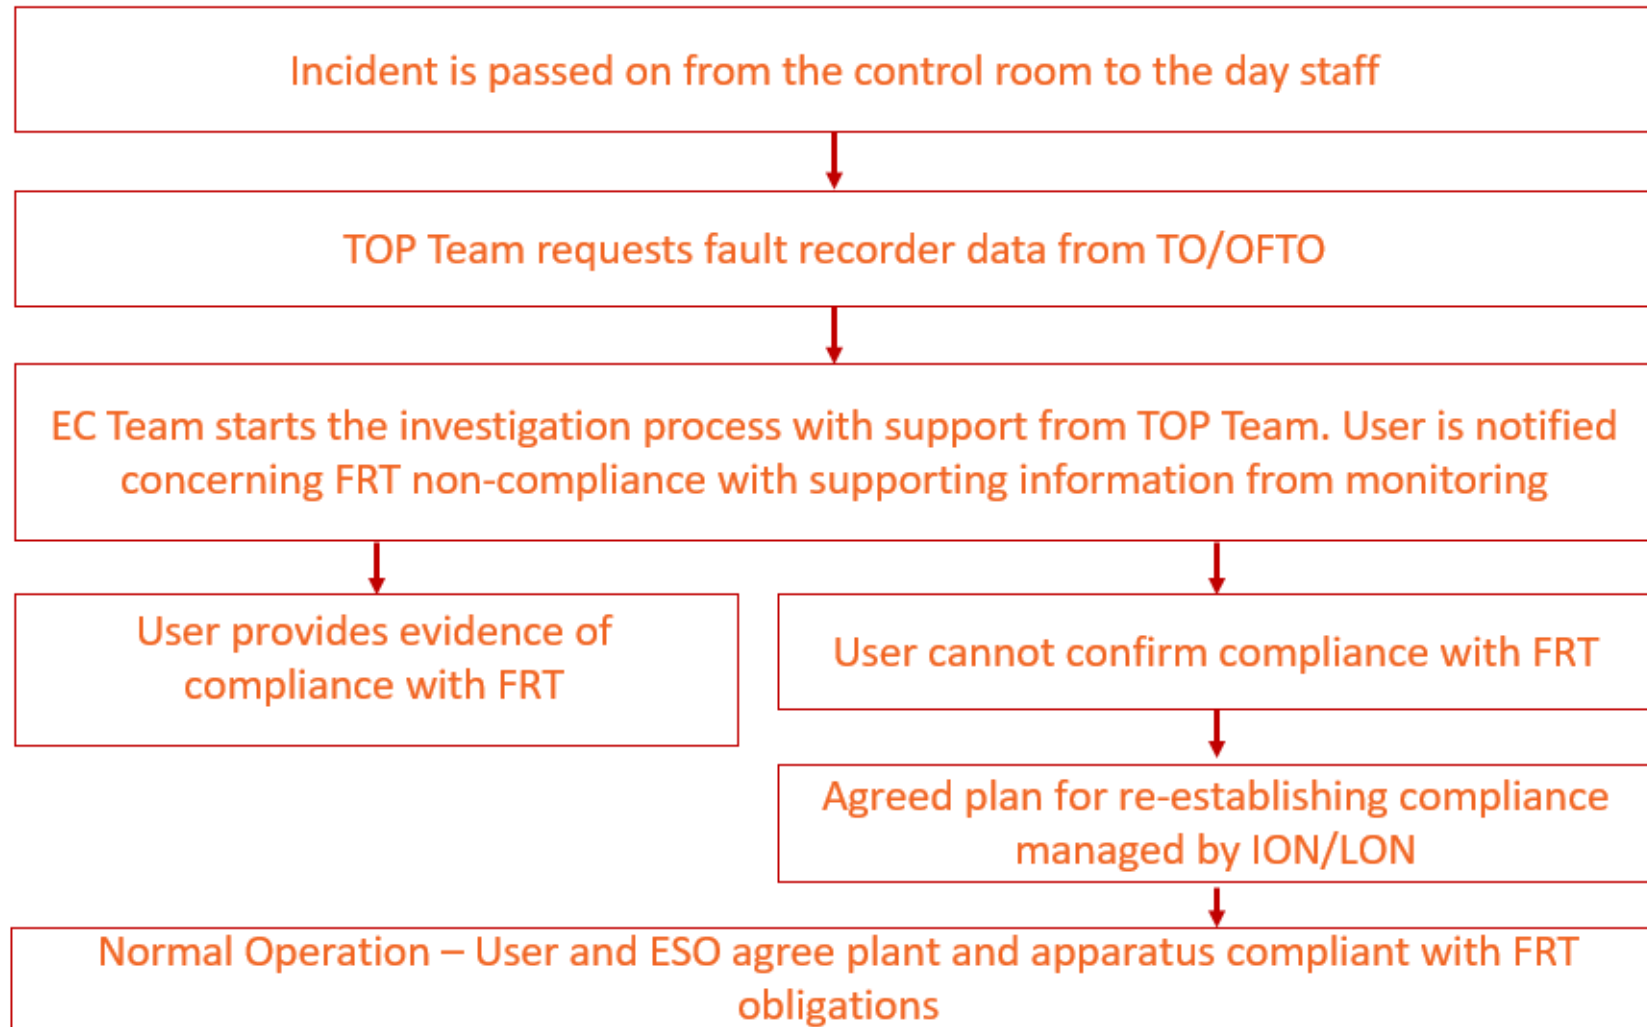 Incident is passed on from the control room to the day staff
TOP Team requests fault recorder data from TO/OFTO
EC Team starts the investigation process with support from TOP Team. User is notified
concerning FRT non-compliance with supporting information from monitoring
User provides evidence of
compliance with FRT
User cannot confirm compliance with FRT
Agreed plan for re-establishing compliance
managed by ION/LON
Normal Operation – User and ESO agree plant and apparatus compliant with FRT
obligations